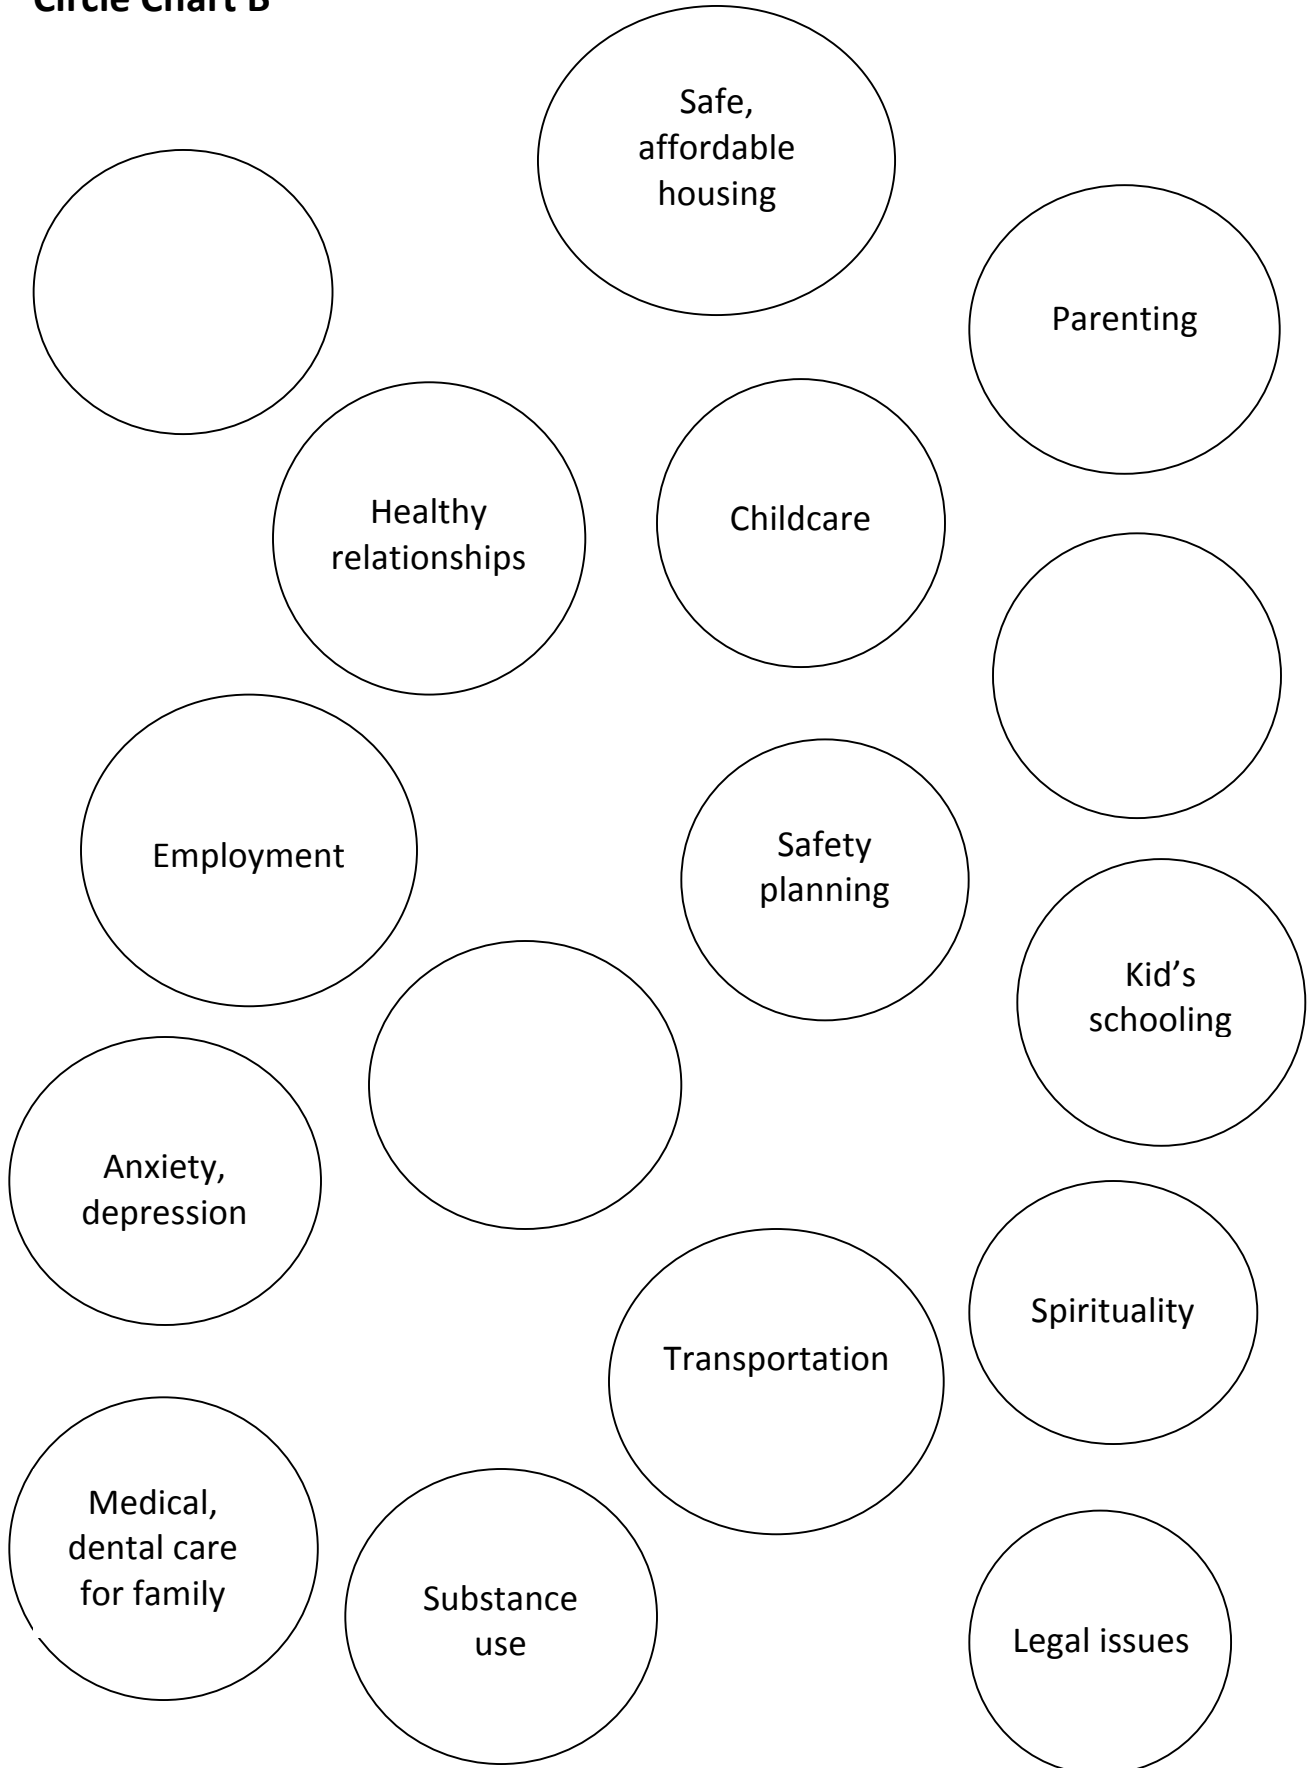 Circle Chart B
Safe,
affordable
housing
Parenting
Healthy
relationships
Childcare
Employment
Safety
planning
Kid’s
schooling
Anxiety,
depression
Spirituality
Transportation
Medical,
dental care
for family
Substance
use
Legal issues